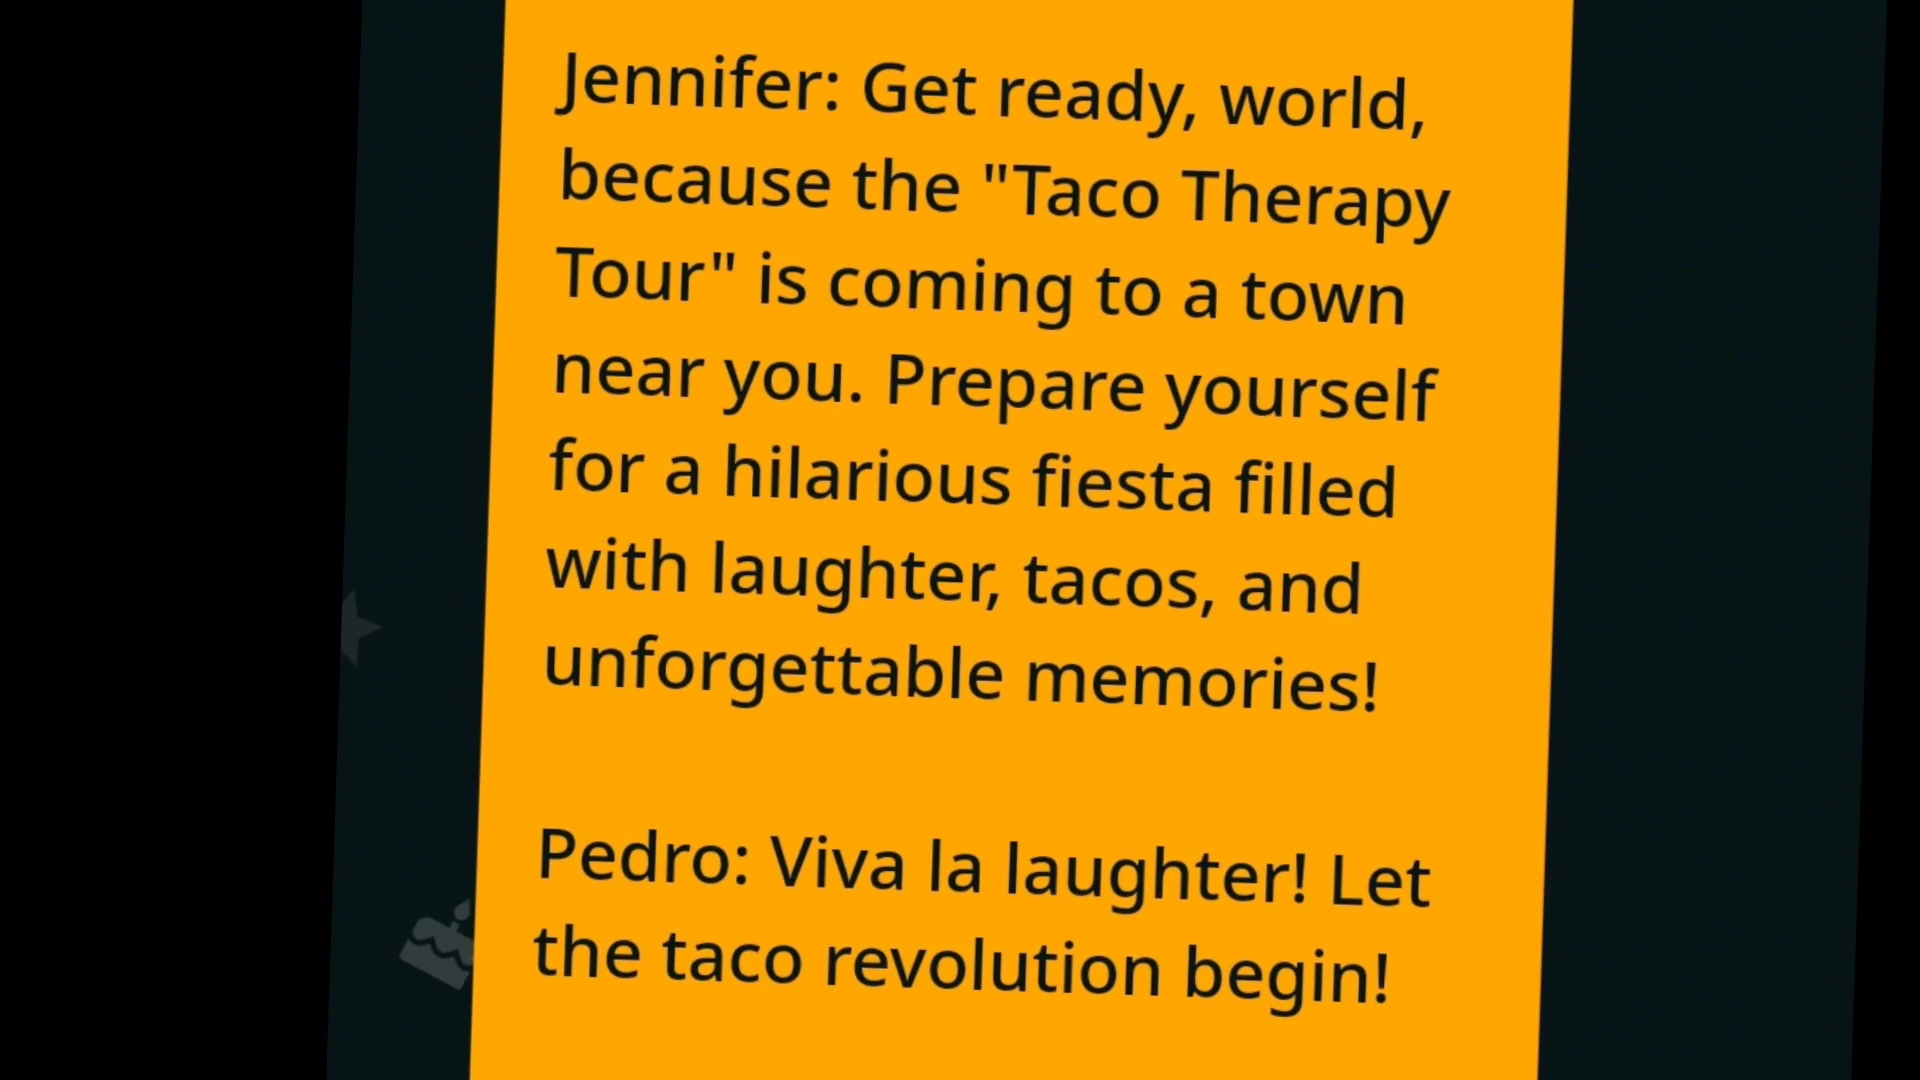 Jennifer: Get ready, world,
because the "Taco Therapy
Tour" is coming to a town
near you. Prepare yourself
for a hilarious fiesta filled
with laughter, tacos, and
unforgettable memories!
Pedro: Viva la laughter! Let
the taco revolution begin!